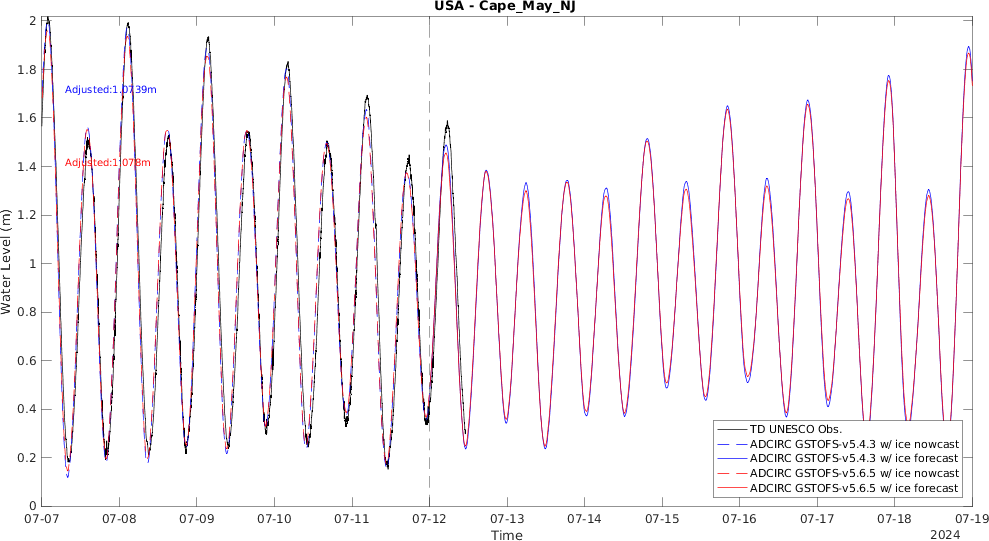 USA - Cape_May_NJ
2
1.8
1.6
1.4
1.2
1
0.8
0.6
0.4
0.2
0
Water Level (m)
Adjusted:1.0739m
Adjusted:1.078m
TD UNESCO Obs.
ADCIRC GSTOFS-v5.4.3 w/ ice nowcast
ADCIRC GSTOFS-v5.4.3 w/ ice forecast
ADCIRC GSTOFS-v5.6.5 w/ ice nowcast
ADCIRC GSTOFS-v5.6.5 w/ ice forecast
07-07 07-08 07-09 07-10 07-11 07-12 07-13 07-14 07-15 07-16 07-17 07-18 07-19
Time
2024